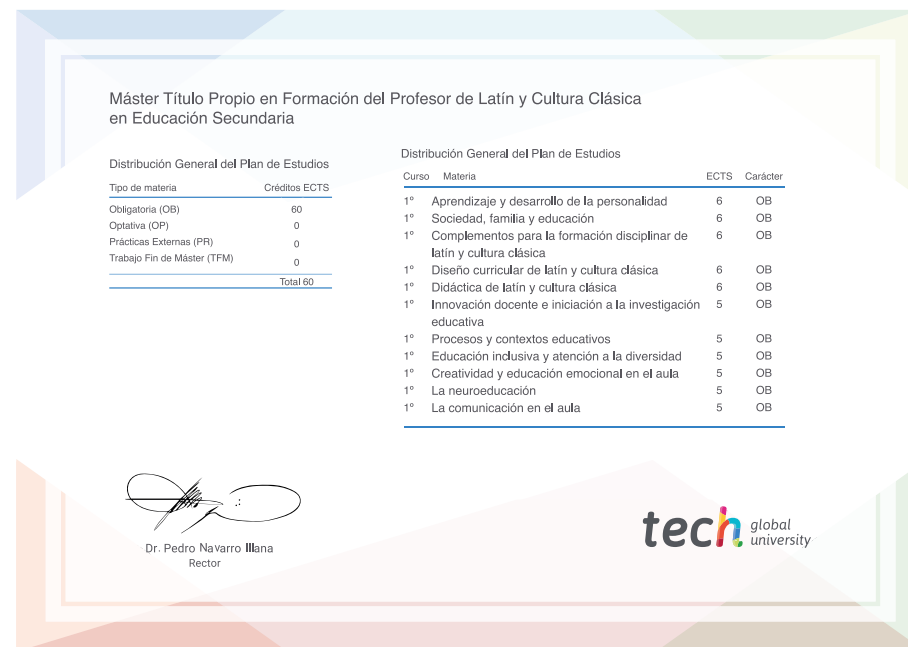 Máster Título Propio en Formación del Profesor de Latín y Cultura Clásica
en Educación Secundaria
Distribución General del Plan de Estudios
Tipo de materia Créditos ECTS
Obligatoria (OB) 60
Optativa (OP) 0
Prácticas Externas (PR) 0
Trabajo Fin de Máster (TFM) 0
Total 60
Distribución General del Plan de Estudios
Curso Materia ECTS Carácter
1º Aprendizaje y desarrollo de la personalidad 6 OB
1º Sociedad, familia y educación 6 OB
1º Complementos para la formación disciplinar de 6 OB
latín y cultura clásica
1º Diseño curricular de latín y cultura clásica 6 OB
1º Didáctica de latín y cultura clásica 6 OB
1º Innovación docente e iniciación a la investigación 5 OB
educativa
1º Procesos y contextos educativos 5 OB
1º Educación inclusiva y atención a la diversidad 5 OB
1º Creatividad y educación emocional en el aula 5 OB
1º La neuroeducación 5 OB
1º La comunicación en el aula 5 OB
Dr. Pedro Navarro Illana
Rector
tech global
university